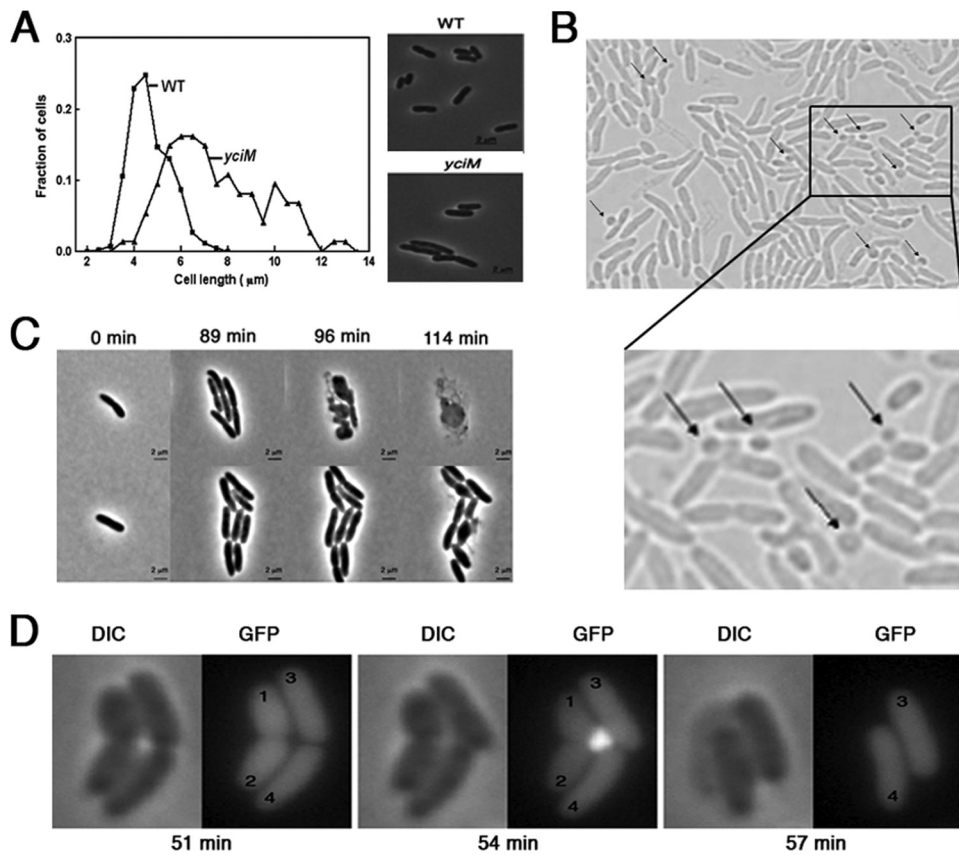 A
0.3
0.2
0.1
0.0
Fraction of cells
WT
yciM
2 4 6 8 10 12 14
Cell length ( μm)
WT
2 μm
yciM
2 μm
B
C
0 min 89 min 96 min 114 min
2 μm 2 μm 2 μm 2 μm
2 μm 2 μm 2 μm 2 μm
D
DIC GFP DIC GFP DIC GFP
1 3 2 4
1 3 2 4
3 4
51 min 54 min 57 min